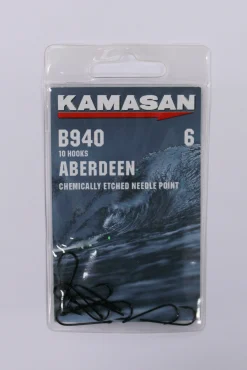 KAMASAN
B940 6
10 HOOKS
ABERDEEN
CHEMICALLY ETCHED NEEDLE POINT